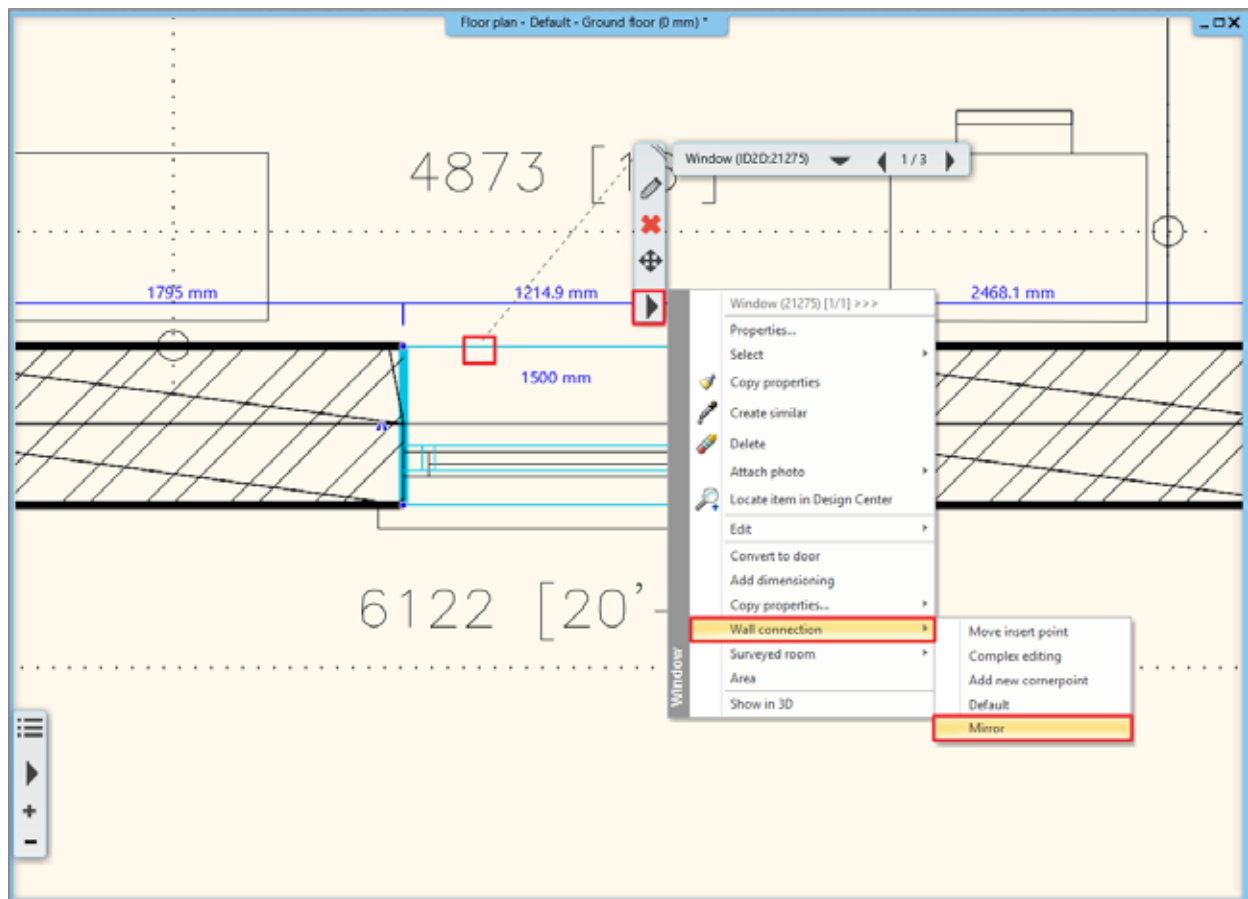 Floor plan - Default - Ground floor (0 mm) *
4873 [1
Window (ID2D:21275)
1 / 3
1795 mm
1214.9 mm
2468.1 mm
Window (21275) [1/1] >>>
Properties...
Select
1500 mm
Copy properties
Create similar
Delete
Attach photo
Locate item in Design Center
Edit
Convert to door
Add dimensioning
6122 [20'-
Copy properties...
Wall connection
Surveyed room
Area
Show in 3D
Window
Move insert point
Complex editing
Add new cornerpoint
Default
Mirror